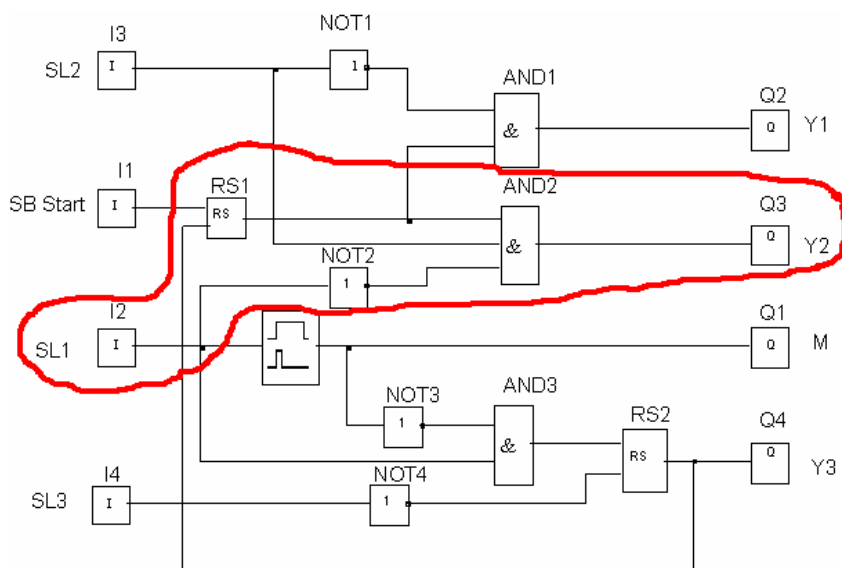 I3 NOT1
SL2 I 1 AND1 Q2
& Q Y1
I1 RS1 AND2
SB Start I RS Q3
NOT2 & Q Y2
I2 1 Q1
SL1 I Q M
NOT3 AND3 RS2 Q4
1 & RS Q Y3
I4 NOT4
SL3 I 1